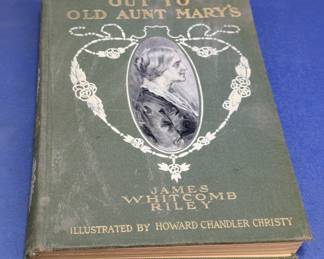 OUT TO
OLD AUNT MARY'S
JAMES
WHITCOMB
RILEY
ILLUSTRATED BY HOWARD CHANDLER CHRISTY